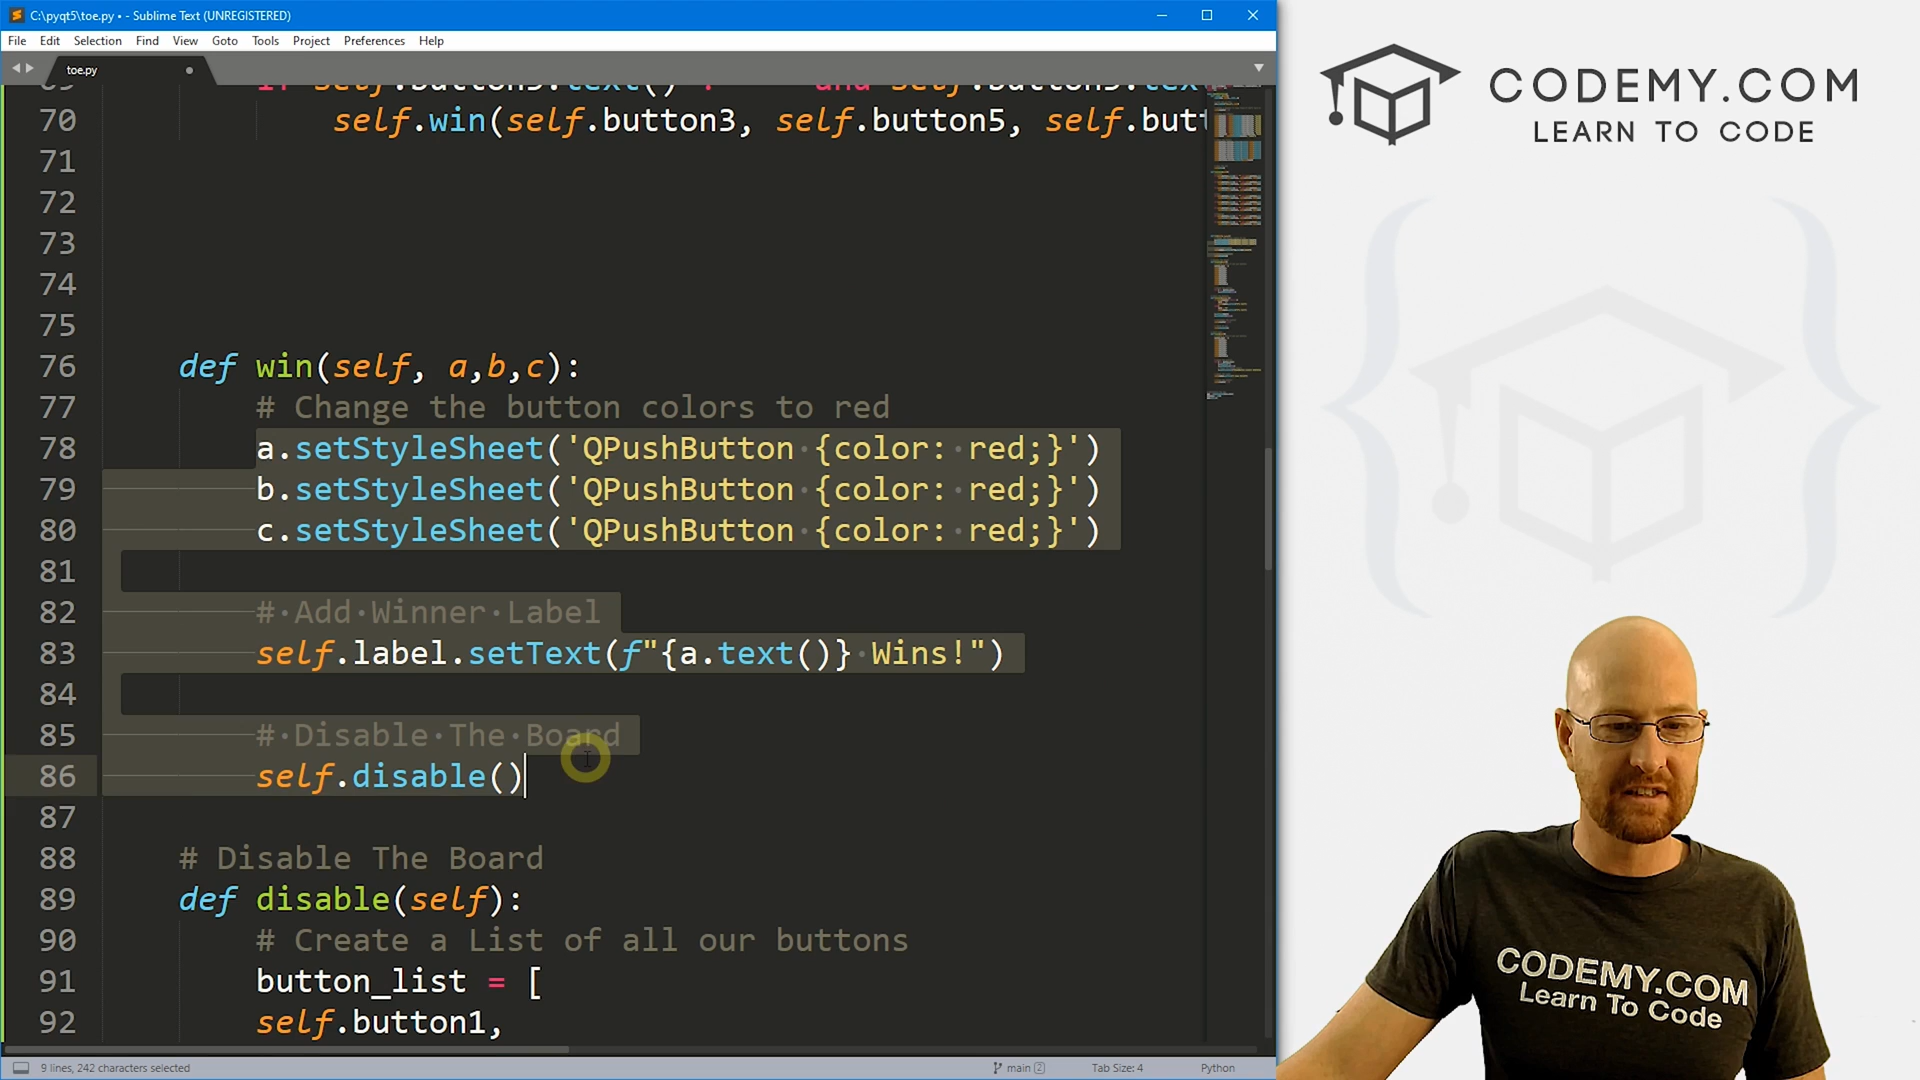 C:\pyqt5\toe.py • - Sublime Text (UNREGISTERED)
File Edit Selection Find View Goto Tools Project Preferences Help
toe.py
70 self.win(self.button3, self.button5, self.butt
71
72
73
74
75
76 def win(self, a,b,c):
77 # Change the button colors to red
78 a.setStyleSheet('QPushButton {color: red;}')
79 b.setStyleSheet('QPushButton {color: red;}')
80 c.setStyleSheet('QPushButton {color: red;}')
81
82 # Add Winner Label
83 self.label.setText(f"{a.text()} Wins!")
84
85 # Disable The Board
86 self.disable()
87
88 # Disable The Board
89 def disable(self):
90 # Create a List of all our buttons
91 button_list = [
92 self.button1,
9 lines, 242 characters selected
main 2
Tab Size: 4
Python
CODEMY.COM
LEARN TO CODE
CODEMY.COM
Learn To Code